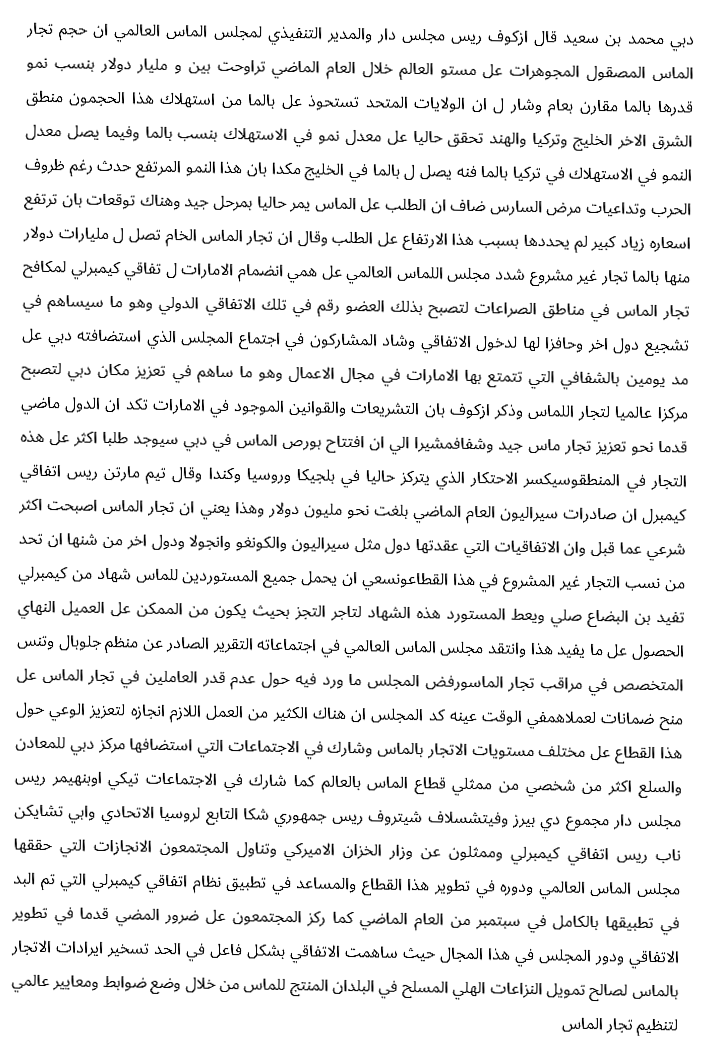 دبي محمد بن سعيد قال ازكوف ريس مجلس دار والمدير التنفيذي لمجلس الماس العالمي ان حجم تجار
الماس المصقول المجوهرات عل مستو العالم خلال العام الماضي تراوحت بين و مليار دولار بنسب نمو
قدرها بالما مقارن بعام وشار ل ان الولايات المتحد تستحوذ عل بالما من استهلاك هذا الحجمون منطق
الشرق الاخر الخليج وتركيا والهند تحقق حاليا عل معدل نمو في الاستهلاك بنسب بالما وفيما يصل معدل
النمو في الاستهلاك في تركيا بالما فنه يصل ل بالما في الخليج مكدا بان هذا النمو المرتفع حدث رغم ظروف
الحرب وتداعيات مرض السارس ضاف ان الطلب عل الماس يمر حاليا بمرحل جيد وهناك توقعات بان ترتفع
اسعاره زياد كبير لم يحددها بسبب هذا الارتفاع عل الطلب وقال ان تجار الماس الخام تصل ل مليارات دولار
منها بالما تجار غير مشروع شدد مجلس اللماس العالمي عل همي انضمام الامارات ل تفاقي كيمبرلي لمكافح
تجار الماس في مناطق الصراعات لتصبح بذلك العضو رقم في تلك الاتفاقي الدولي وهو ما سيساهم في
تشجيع دول اخر وحافزا لها لدخول الاتفاقي وشاد المشاركون في اجتماع المجلس الذي استضافته دبي عل
مد يومين بالشفافي التي تتمتع بها الامارات في مجال الاعمال وهو ما ساهم في تعزيز مكان دبي لتصبح
مركزا عالميا لتجار اللماس وذكر ازكوف بان التشريعات والقوانين الموجود في الامارات تكد ان الدول ماضي
قدما نحو تعزيز تجار ماس جيد وشفافمشيرا الي ان افتتاح بورص الماس في دبي سيوجد طلبا اكثر عل هذه
التجار في المنطقوسيكسر الاحتكار الذي يتركز حاليا في بلجيكا وروسيا وكندا وقال تيم مارتن ريس اتفاقي
كيمبرل ان صادرات سيراليون العام الماضي بلغت نحو مليون دولار وهذا يعني ان تجار الماس اصبحت اكثر
شرعي عما قبل وان الاتفاقيات التي عقدتها دول مثل سيراليون والكونغو وانجولا ودول اخر من شنها ان تحد
من نسب التجار غير المشروع في هذا القطاعونسعي ان يحمل جميع المستوردين للماس شهاد من كيمبرلي
تفيد بن البضاع صلي ويعط المستورد هذه الشهاد لتاجر التجز بحيث يكون من الممكن عل العميل النهاي
الحصول عل ما يفيد هذا وانتقد مجلس الماس العالمي في اجتماعاته التقرير الصادر عن منظم جلوبال وتنس
المتخصص في مراقب تجار الماسورفض المجلس ما ورد فيه حول عدم قدر العاملين في تجار الماس عل
منح ضمانات لعملاهمفي الوقت عينه كد المجلس ان هناك الكثير من العمل اللازم انجازه لتعزيز الوعي حول
هذا القطاع عل مختلف مستويات الاتجار بالماس وشارك في الاجتماعات التي استضافها مركز دبي للمعادن
والسلع اكثر من شخصي من ممثلي قطاع الماس بالعالم كما شارك في الاجتماعات تيكي اوبنهيمر ريس
مجلس دار مجموع دي بيرز وفيتشسلاف شيتروف ريس جمهوري شكا التابع لروسيا الاتحادي وابي تشايكن
ناب ريس اتفاقي كيمبرلي وممثلون عن وزار الخزان الاميركي وتناول المجتمعون الانجازات التي حققها
مجلس الماس العالمي ودوره في تطوير هذا القطاع والمساعد في تطبيق نظام اتفاقي كيمبرلي التي تم البد
في تطبيقها بالكامل في سبتمبر من العام الماضي كما ركز المجتمعون عل ضرور المضي قدما في تطوير
الاتفاقي ودور المجلس في هذا المجال حيث ساهمت الاتفاقي بشكل فاعل في الحد تسخير ايرادات الاتجار
بالماس لصالح تمويل النزاعات الهلي المسلح في البلدان المنتج للماس من خلال وضع ضوابط ومعايير عالمي
لتنظيم تجار الماس